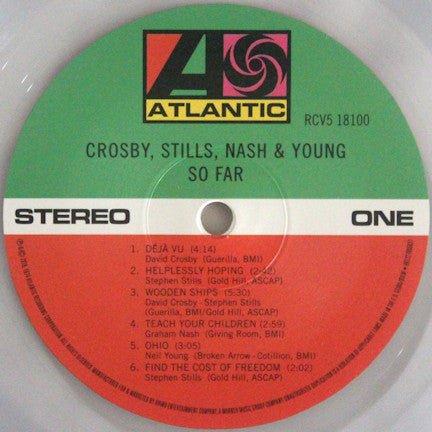 ATLANTIC
RCV5 18100
CROSBY, STILLS, NASH & YOUNG
SO FAR
STEREO
ONE
1. DÉJÀ VU (4:14)
David Crosby (Guerilla, BMI)
2. HELPLESSLY HOPING (2:42)
Stephen Stills (Gold Hill, ASCAP)
3. WOODEN SHIPS (5:30)
David Crosby - Stephen Stills
(Guerilla, BMI/Gold Hill, ASCAP)
4. TEACH YOUR CHILDREN (2:59)
Graham Nash (Giving Room, BMI)
5. OHIO (3:05)
Neil Young (Broken Arrow - Cotillion, BMI)
6. FIND THE COST OF FREEDOM (2:02)
Stephen Stills (Gold Hill, ASCAP)